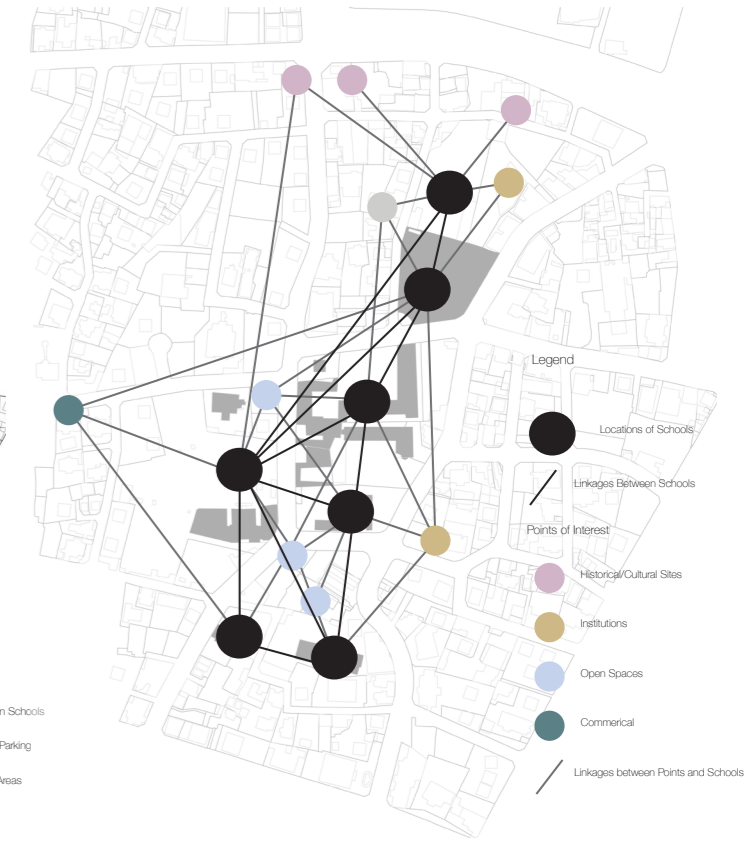 Legend
Locations of Schools
Linkages Between Schools
Points of Interest
Historical/Cultural Sites
Institutions
Open Spaces
Commerical
Linkages between Points and Schools
n Schools
Parking
Areas